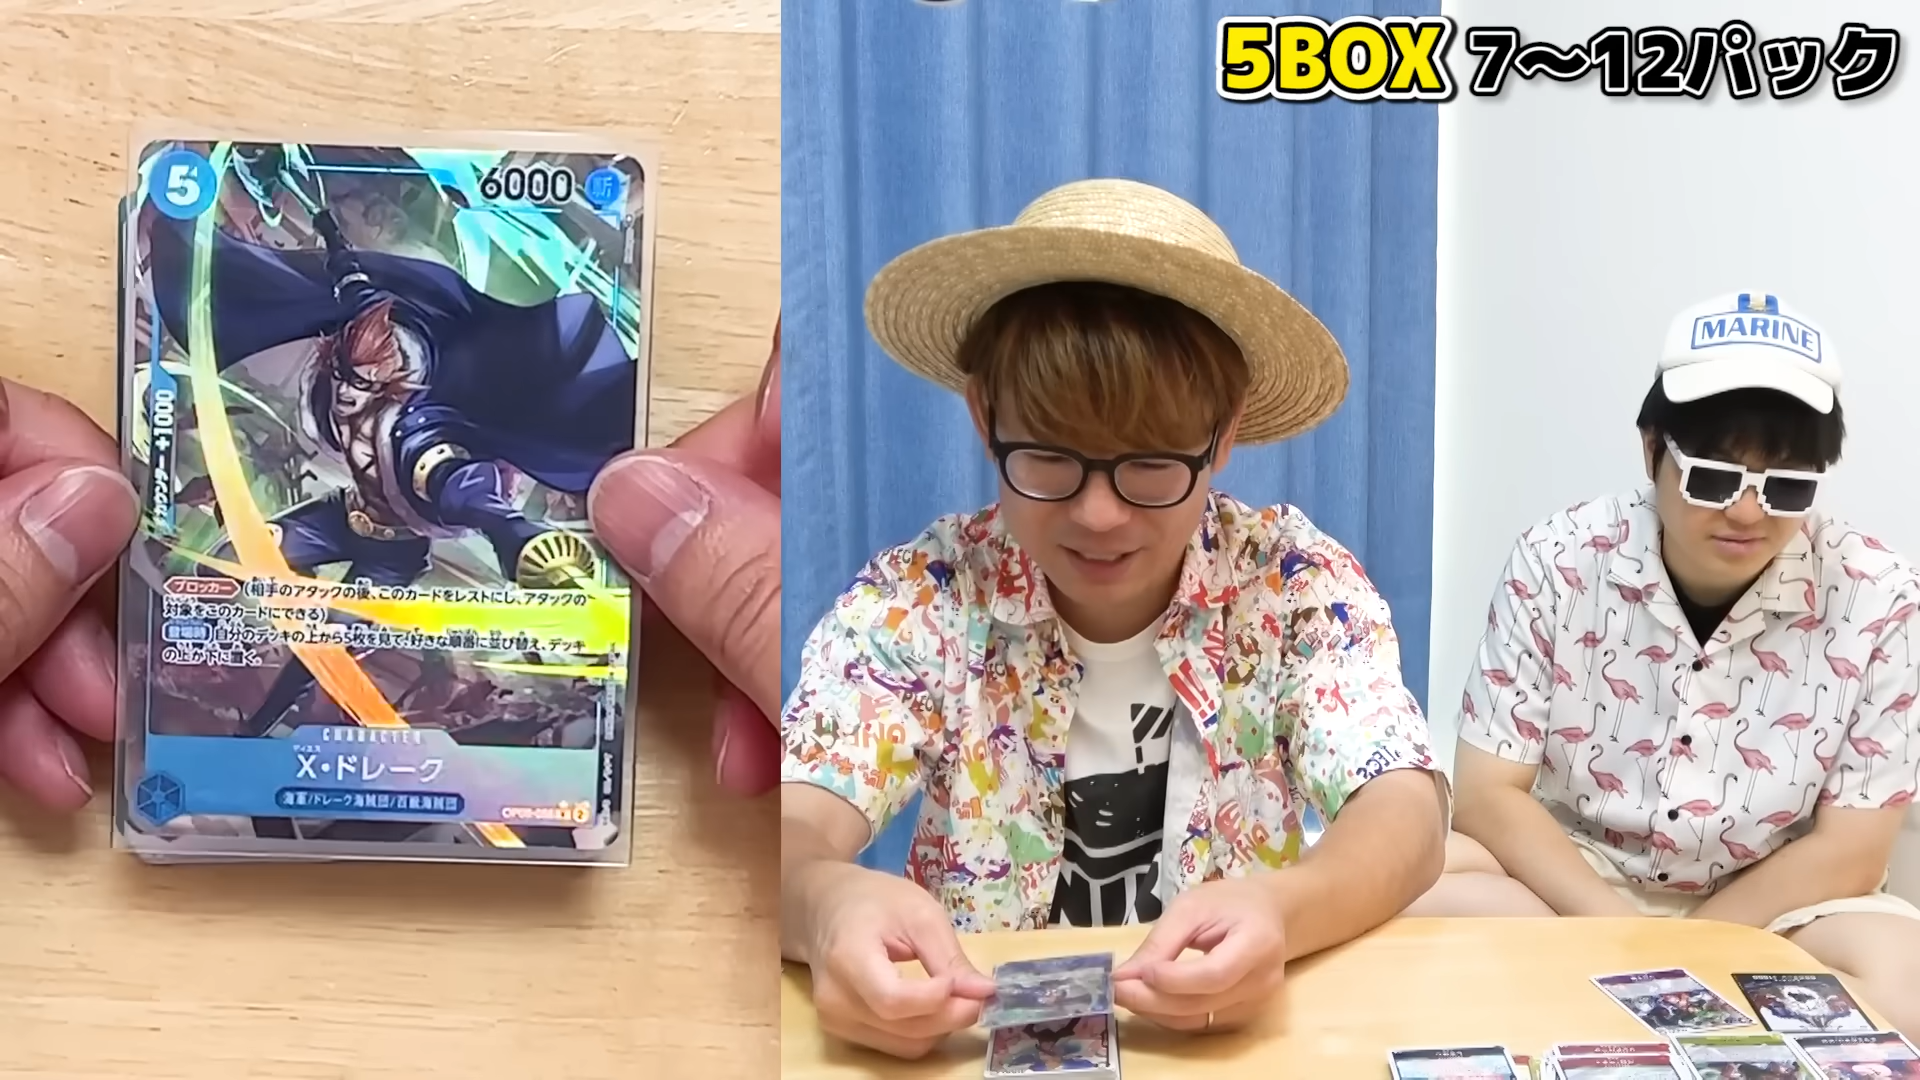 5BOX 7〜12パック
5
6000
斬
カウンター +1000
ブロッカー (相手のアタックの後、このカードをレストにし、アタックの
対象をこのカードにできる)
登場時 自分のデッキの上から5枚を見て、好きな順番に並び替え、デッキ
の上か下に置く。
CHARACTER
ディエス
X・ドレーク
海軍/ドレーク海賊団/百獣海賊団
MARINE